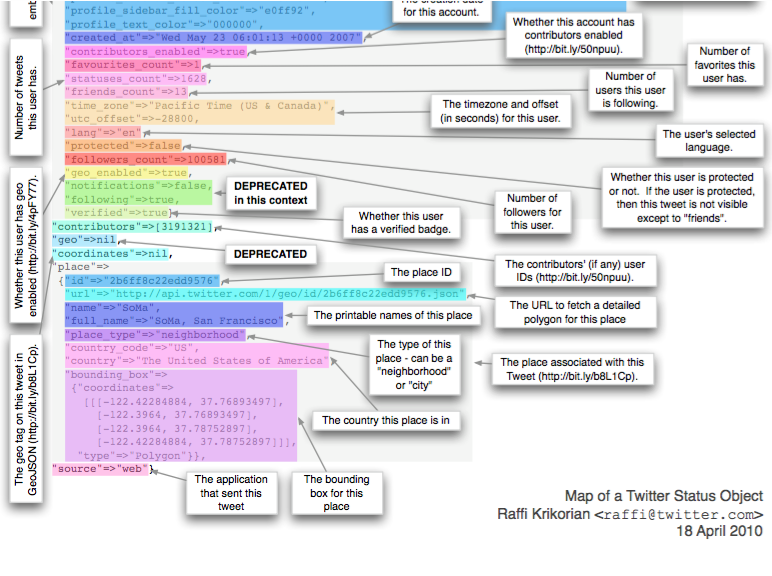 "profile_sidebar_fill_color"=>"e0ff92",
"profile_text_color"=>"000000",
"created_at"=>"Wed May 23 06:01:13 +0000 2007",
"contributors_enabled"=>true,
"favourites_count"=>1,
"statuses_count"=>1628,
"friends_count"=>13,
"time_zone"=>"Pacific Time (US & Canada)",
"utc_offset"=>-28800,
"lang"=>"en",
"protected"=>false,
"followers_count"=>100581,
"geo_enabled"=>true,
"notifications"=>false,
"following"=>true,
"verified"=>true},
"contributors"=>[3191321],
"geo"=>nil,
"coordinates"=>nil,
"place"=>
{"id"=>"2b6ff8c22edd9576",
"url"=>"http://api.twitter.com/1/geo/id/2b6ff8c22edd9576.json",
"name"=>"SoMa",
"full_name"=>"SoMa, San Francisco",
"place_type"=>"neighborhood",
"country_code"=>"US",
"country"=>"The United States of America",
"bounding_box"=>
{"coordinates"=>
[[[-122.42284884, 37.76893497],
[-122.3964, 37.76893497],
[-122.3964, 37.78752897],
[-122.42284884, 37.78752897]]],
"type"=>"Polygon"}},
"source"=>"web"}
for this account.
Whether this account has
contributors enabled
(http://bit.ly/50npuu).
Number of
favorites this
user has.
Number of tweets
this user has.
Number of
users this user
is following.
The timezone and offset
(in seconds) for this user.
The user's selected
language.
Whether this user is protected
or not. If the user is protected,
then this tweet is not visible
except to "friends".
Number of
followers for
this user.
Whether this user has geo
enabled (http://bit.ly/4pFY77).
DEPRECATED
in this context
Whether this user
has a verified badge.
The contributors' (if any) user
IDs (http://bit.ly/50npuu).
DEPRECATED
The geo tag on this tweet in
GeoJSON (http://bit.ly/b8L1Cp).
The place ID
The URL to fetch a detailed
polygon for this place
The printable names of this place
The type of this
place - can be a
"neighborhood"
or "city"
The place associated with this
Tweet (http://bit.ly/b8L1Cp).
The country this place is in
The application
that sent this
tweet
The bounding
box for this
place
Map of a Twitter Status Object
Raffi Krikorian <raffi@twitter.com>
18 April 2010